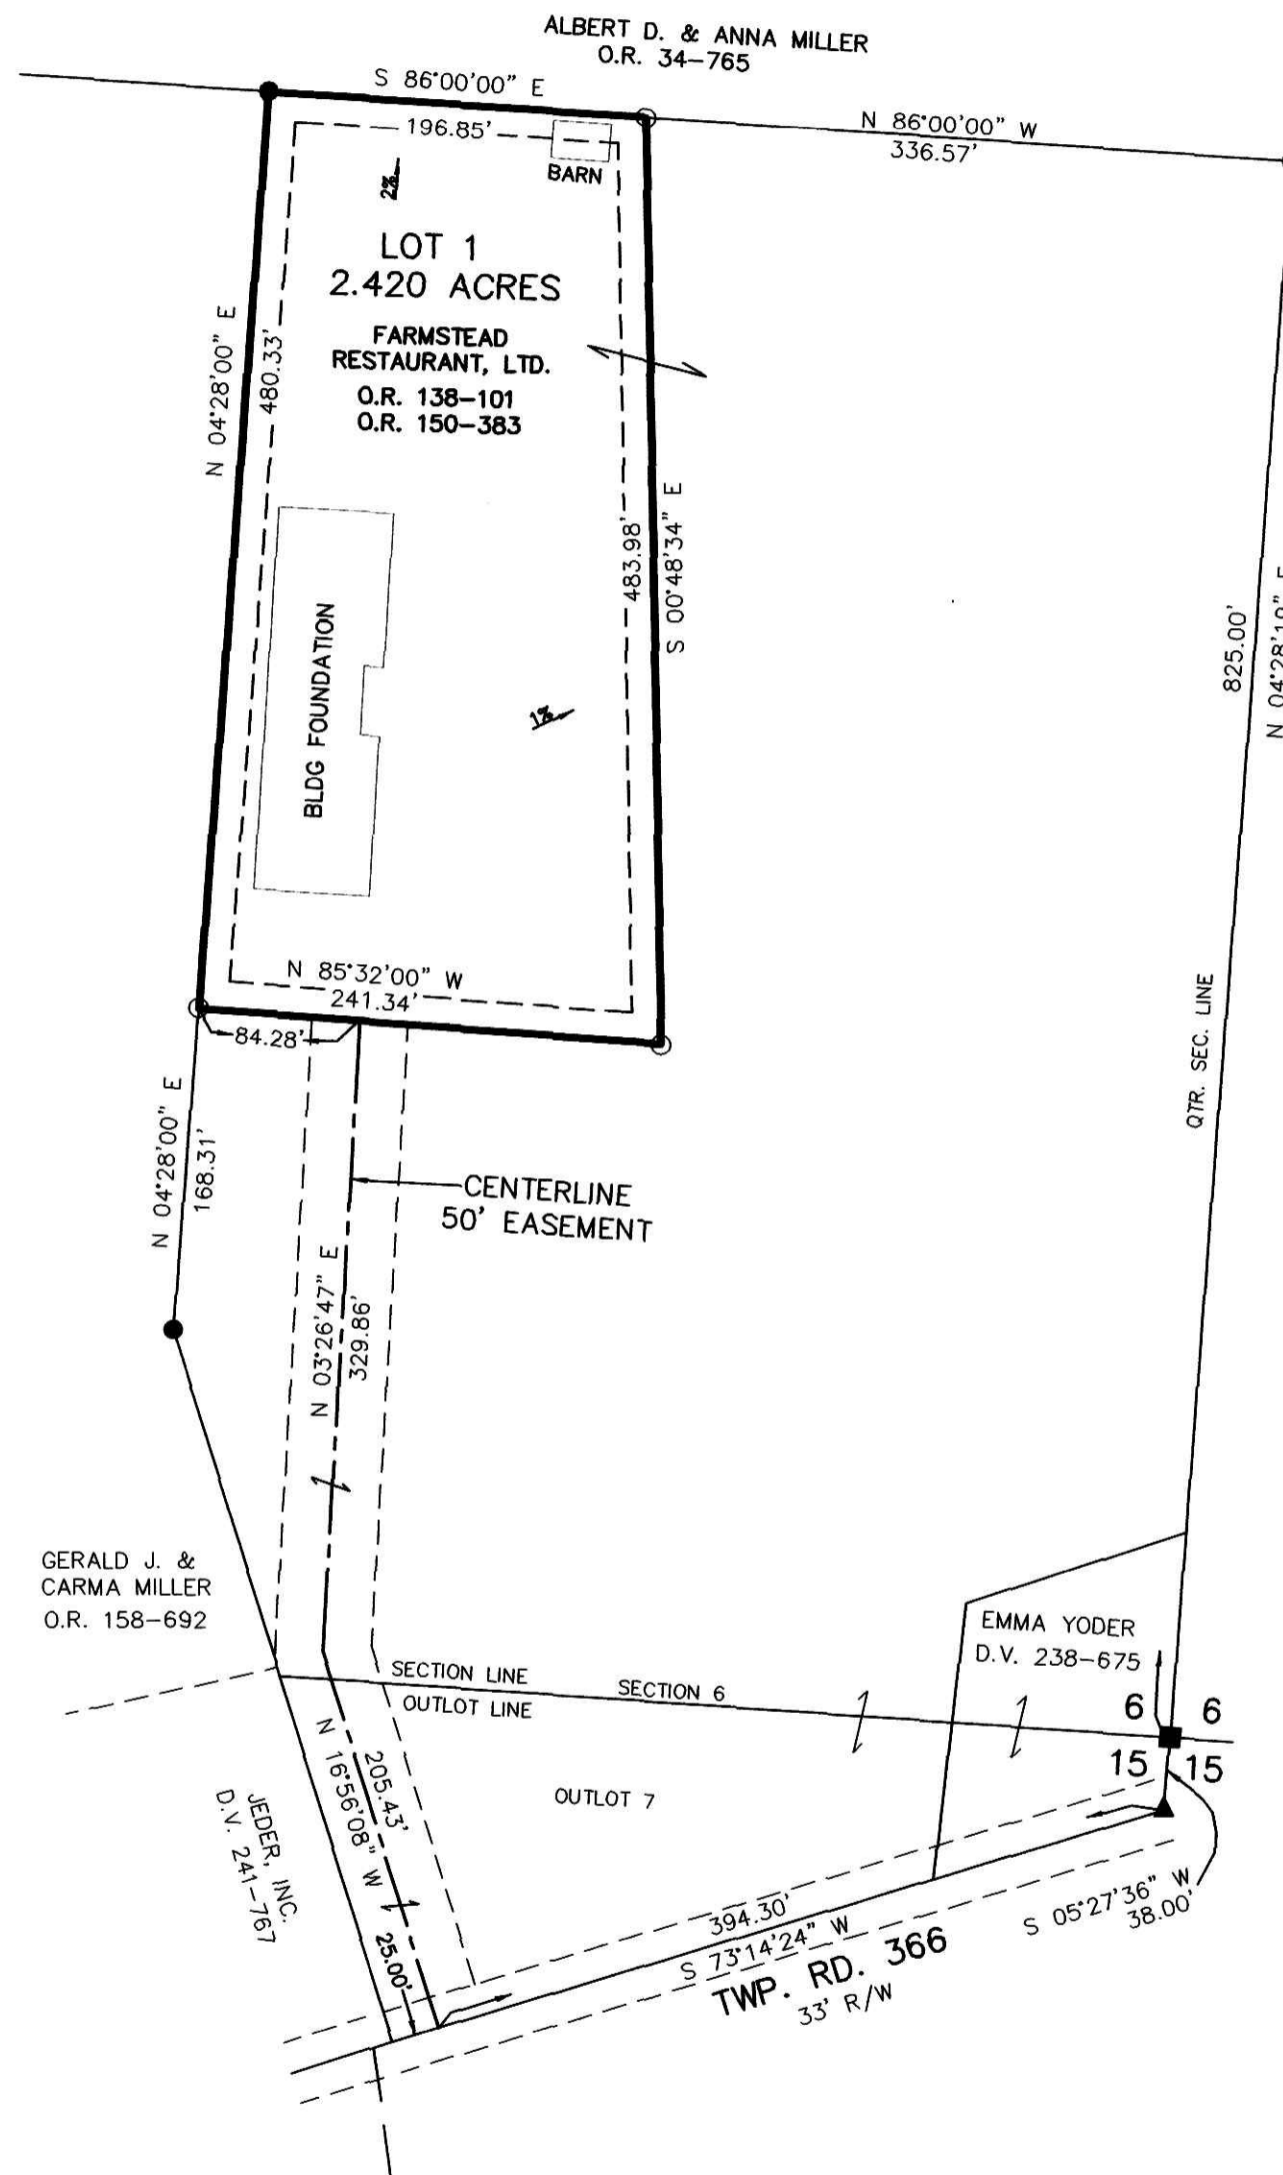 ALBERT D. & ANNA MILLER
O.R. 34-765
S 86°00'00" E
196.85'
N 86°00'00" W
336.57'
BARN
2%
LOT 1
2.420 ACRES
FARMSTEAD
RESTAURANT, LTD.
O.R. 138-101
O.R. 150-383
N 04°28'00" E
480.33'
483.98'
S 00°48'34" E
BLDG FOUNDATION
1%
825.00'
N 04°28'10" E
N 85°32'00" W
241.34'
84.28'
QTR. SEC. LINE
N 04°28'00" E
168.31'
CENTERLINE
50' EASEMENT
N 03°26'47" E
329.86'
GERALD J. &
CARMA MILLER
O.R. 158-692
EMMA YODER
D.V. 238-675
SECTION LINE
SECTION 6
OUTLOT LINE
6
6
15
15
OUTLOT 7
N 16°56'08" W
205.43'
JEDER, INC.
D.V. 241-767
25.00'
394.30'
S 73°14'24" W
TWP. RD. 366
33' R/W
S 05°27'36" W
38.00'